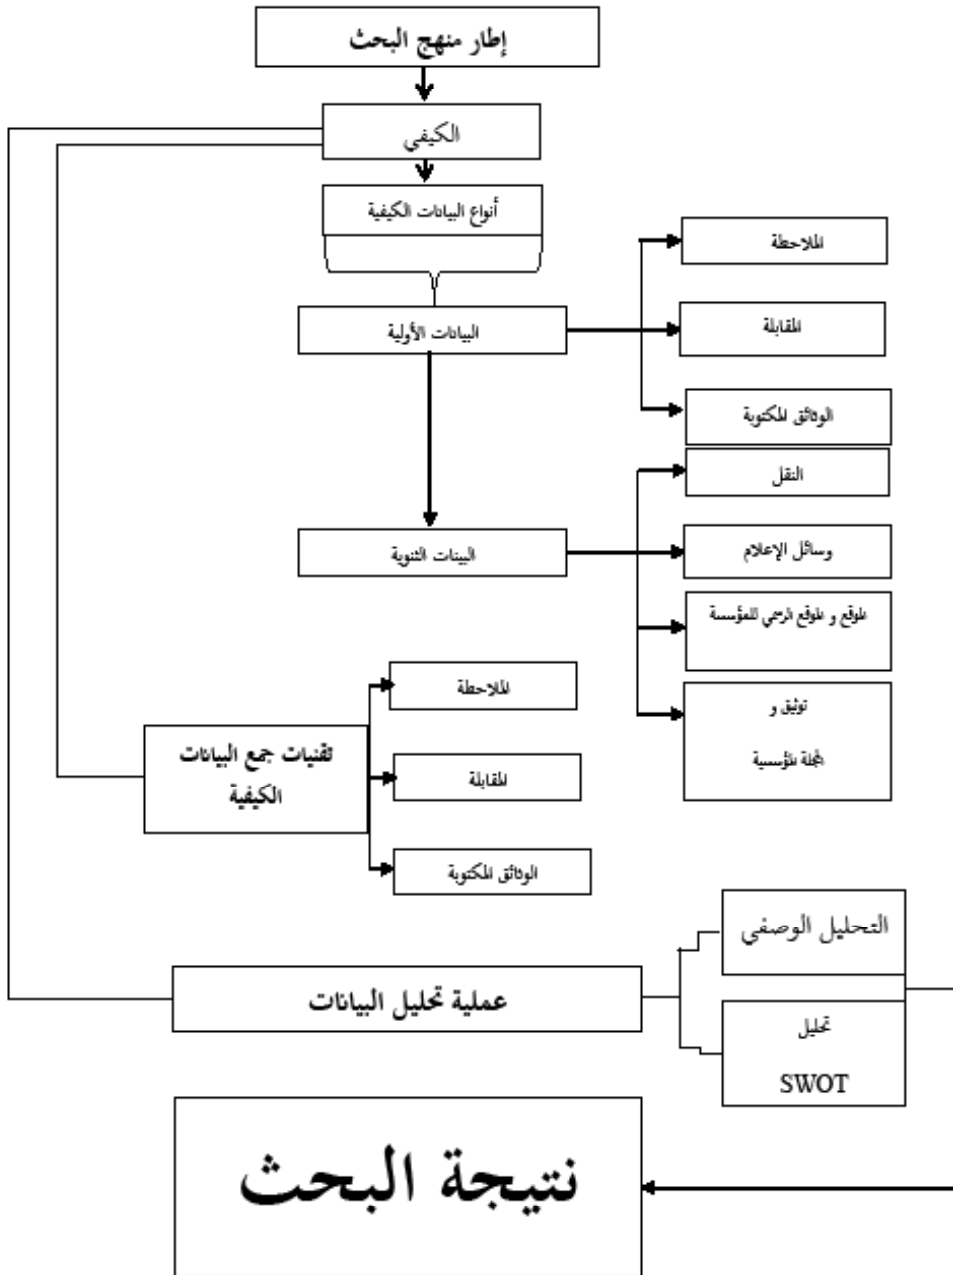 إطار منهج البحث
الكيفي
أنواع البيانات الكيفية
الملاحظة
البيانات الأولية
المقابلة
الوثائق المكتوبة
النقل
البينات الثنوية
وسائل الإعلام
الموقع و الموقع الرسمي للمؤسسة
توثيق و
المجلة المؤسسية
الملاحظة
تقنيات جمع البيانات
الكيفية
المقابلة
الوثائق المكتوبة
التحليل الوصفي
عملية تحليل البيانات
تحليل
SWOT
نتيجة البحث